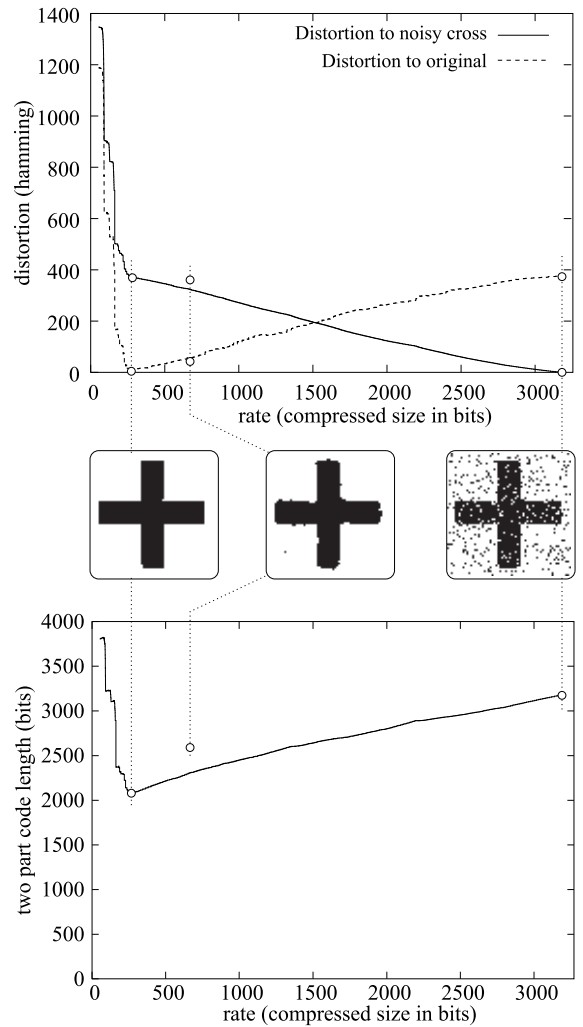 1400
1200
1000
800
600
400
200
0
distortion (hamming)
Distortion to noisy cross
Distortion to original
0 500 1000 1500 2000 2500 3000
rate (compressed size in bits)
4000
3500
3000
2500
2000
1500
1000
500
0
two part code length (bits)
0 500 1000 1500 2000 2500 3000
rate (compressed size in bits)